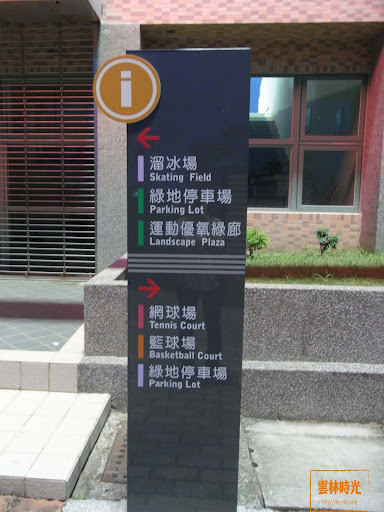 i
溜冰場
Skating Field
綠地停車場
Parking Lot
運動優氧綠廊
Landscape Plaza
網球場
Tennis Court
籃球場
Basketball Court
綠地停車場
Parking Lot
雲林時光